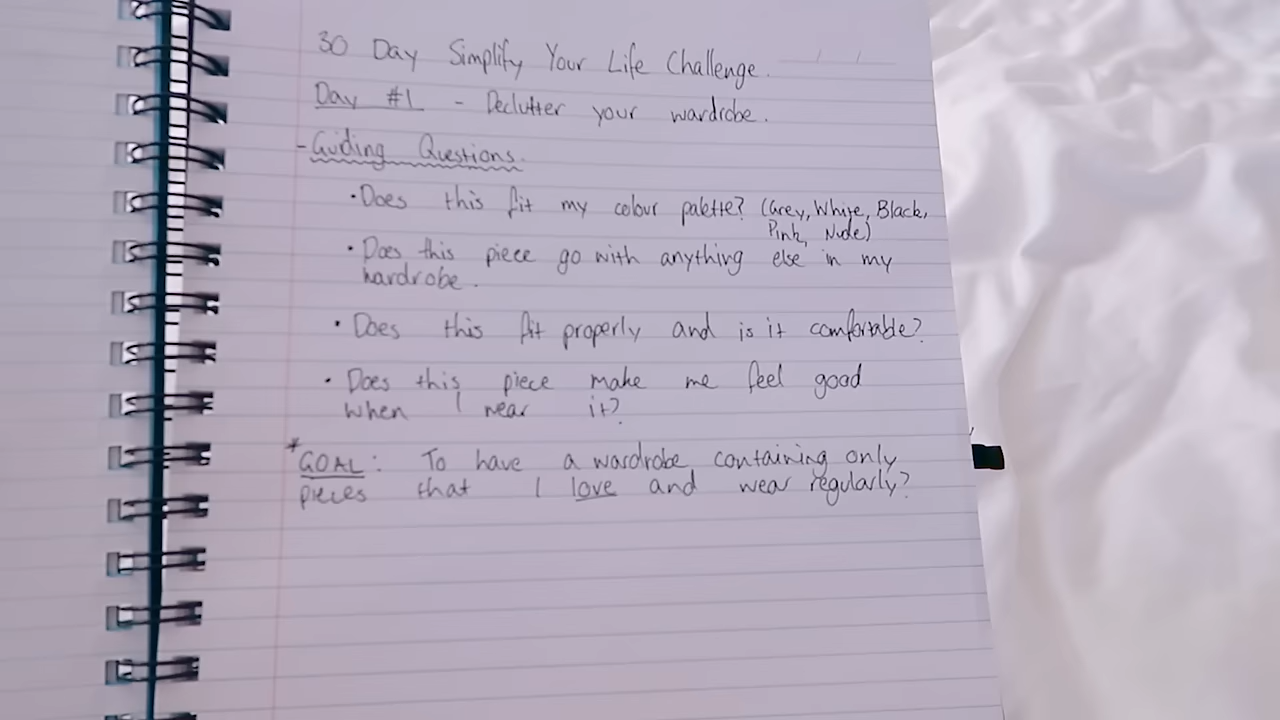 30 Day Simplify Your Life Challenge.
Day #1 - Declutter your wardrobe.
- Guiding Questions.
• Does this fit my colour palette? (Grey, White, Black,
Pink, Nude)
• Does this piece go with anything else in my
wardrobe.
• Does this fit properly and is it comfortable?
• Does this piece make me feel good
when I wear it?
* GOAL: To have a wardrobe containing only
pieces that I love and wear regularly?